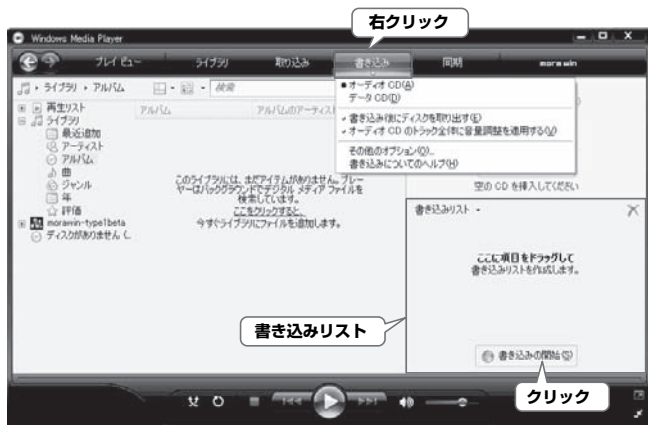 右クリック
Windows Media Player
プレイ ビュー
ライブラリ
取り込み
書き込み
同期
mora win
ライブラリ ▸ アルバム
検索
オーディオ CD(A)
データ CD(D)
書き込み後にディスクを取り出す(E)
オーディオ CD のトラック全体に音量調整を適用する(V)
その他のオプション(O)...
書き込みについてのヘルプ(H)
再生リスト
ライブラリ
最近追加
アーティスト
アルバム
曲
ジャンル
年
評価
morawin-type1beta
ディスクがありません (.
アルバム
アルバムのアーティスト
このライブラリには、まだアイテムがありません。プレー
ヤーはバックグラウンドでデジタル メディア ファイルを
検索しています。
ここをクリックすると、
今すぐライブラリにファイルを追加します。
空の CD を挿入してください
書き込みリスト
ここに項目をドラッグして
書き込みリストを作成します。
書き込みリスト
書き込みの開始(S)
クリック